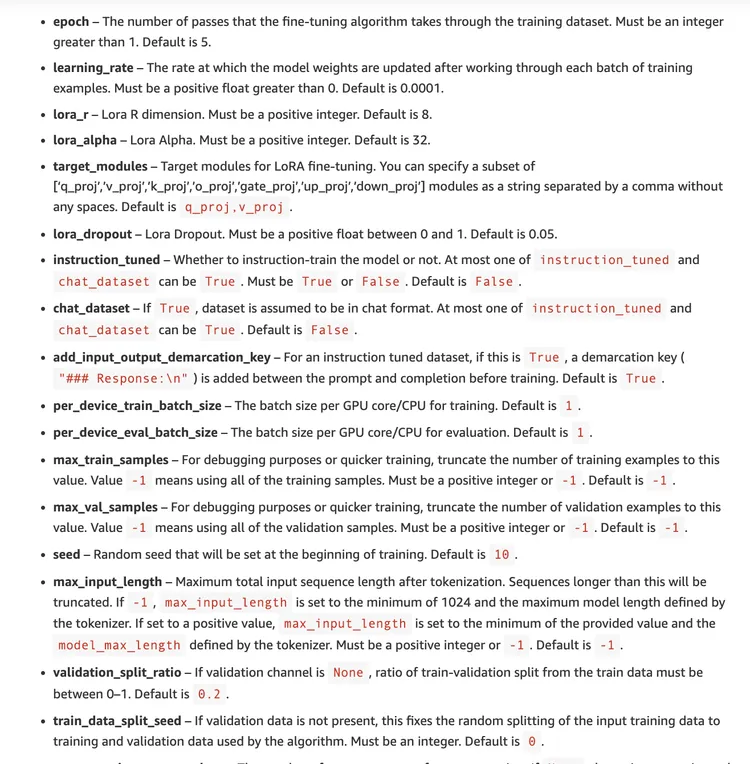 • epoch – The number of passes that the fine-tuning algorithm takes through the training dataset. Must be an integer
greater than 1. Default is 5.
• learning_rate – The rate at which the model weights are updated after working through each batch of training
examples. Must be a positive float greater than 0. Default is 0.0001.
• lora_r – Lora R dimension. Must be a positive integer. Default is 8.
• lora_alpha – Lora Alpha. Must be a positive integer. Default is 32.
• target_modules – Target modules for LoRA fine-tuning. You can specify a subset of
['q_proj','v_proj','k_proj','o_proj','gate_proj','up_proj','down_proj'] modules as a string separated by a comma without
any spaces. Default is q_proj,v_proj .
• lora_dropout – Lora Dropout. Must be a positive float between 0 and 1. Default is 0.05.
• instruction_tuned – Whether to instruction-train the model or not. At most one of instruction_tuned and
chat_dataset can be True . Must be True or False . Default is False .
• chat_dataset – If True , dataset is assumed to be in chat format. At most one of instruction_tuned and
chat_dataset can be True . Default is False .
• add_input_output_demarcation_key – For an instruction tuned dataset, if this is True , a demarcation key (
"### Response:\n" ) is added between the prompt and completion before training. Default is True .
• per_device_train_batch_size – The batch size per GPU core/CPU for training. Default is 1 .
• per_device_eval_batch_size – The batch size per GPU core/CPU for evaluation. Default is 1 .
• max_train_samples – For debugging purposes or quicker training, truncate the number of training examples to this
value. Value -1 means using all of the training samples. Must be a positive integer or -1 . Default is -1 .
• max_val_samples – For debugging purposes or quicker training, truncate the number of validation examples to this
value. Value -1 means using all of the validation samples. Must be a positive integer or -1 . Default is -1 .
• seed – Random seed that will be set at the beginning of training. Default is 10 .
• max_input_length – Maximum total input sequence length after tokenization. Sequences longer than this will be
truncated. If -1 , max_input_length is set to the minimum of 1024 and the maximum model length defined by
the tokenizer. If set to a positive value, max_input_length is set to the minimum of the provided value and the
model_max_length defined by the tokenizer. Must be a positive integer or -1 . Default is -1 .
• validation_split_ratio – If validation channel is None , ratio of train-validation split from the train data must be
between 0–1. Default is 0.2 .
• train_data_split_seed – If validation data is not present, this fixes the random splitting of the input training data to
training and validation data used by the algorithm. Must be an integer. Default is 0 .